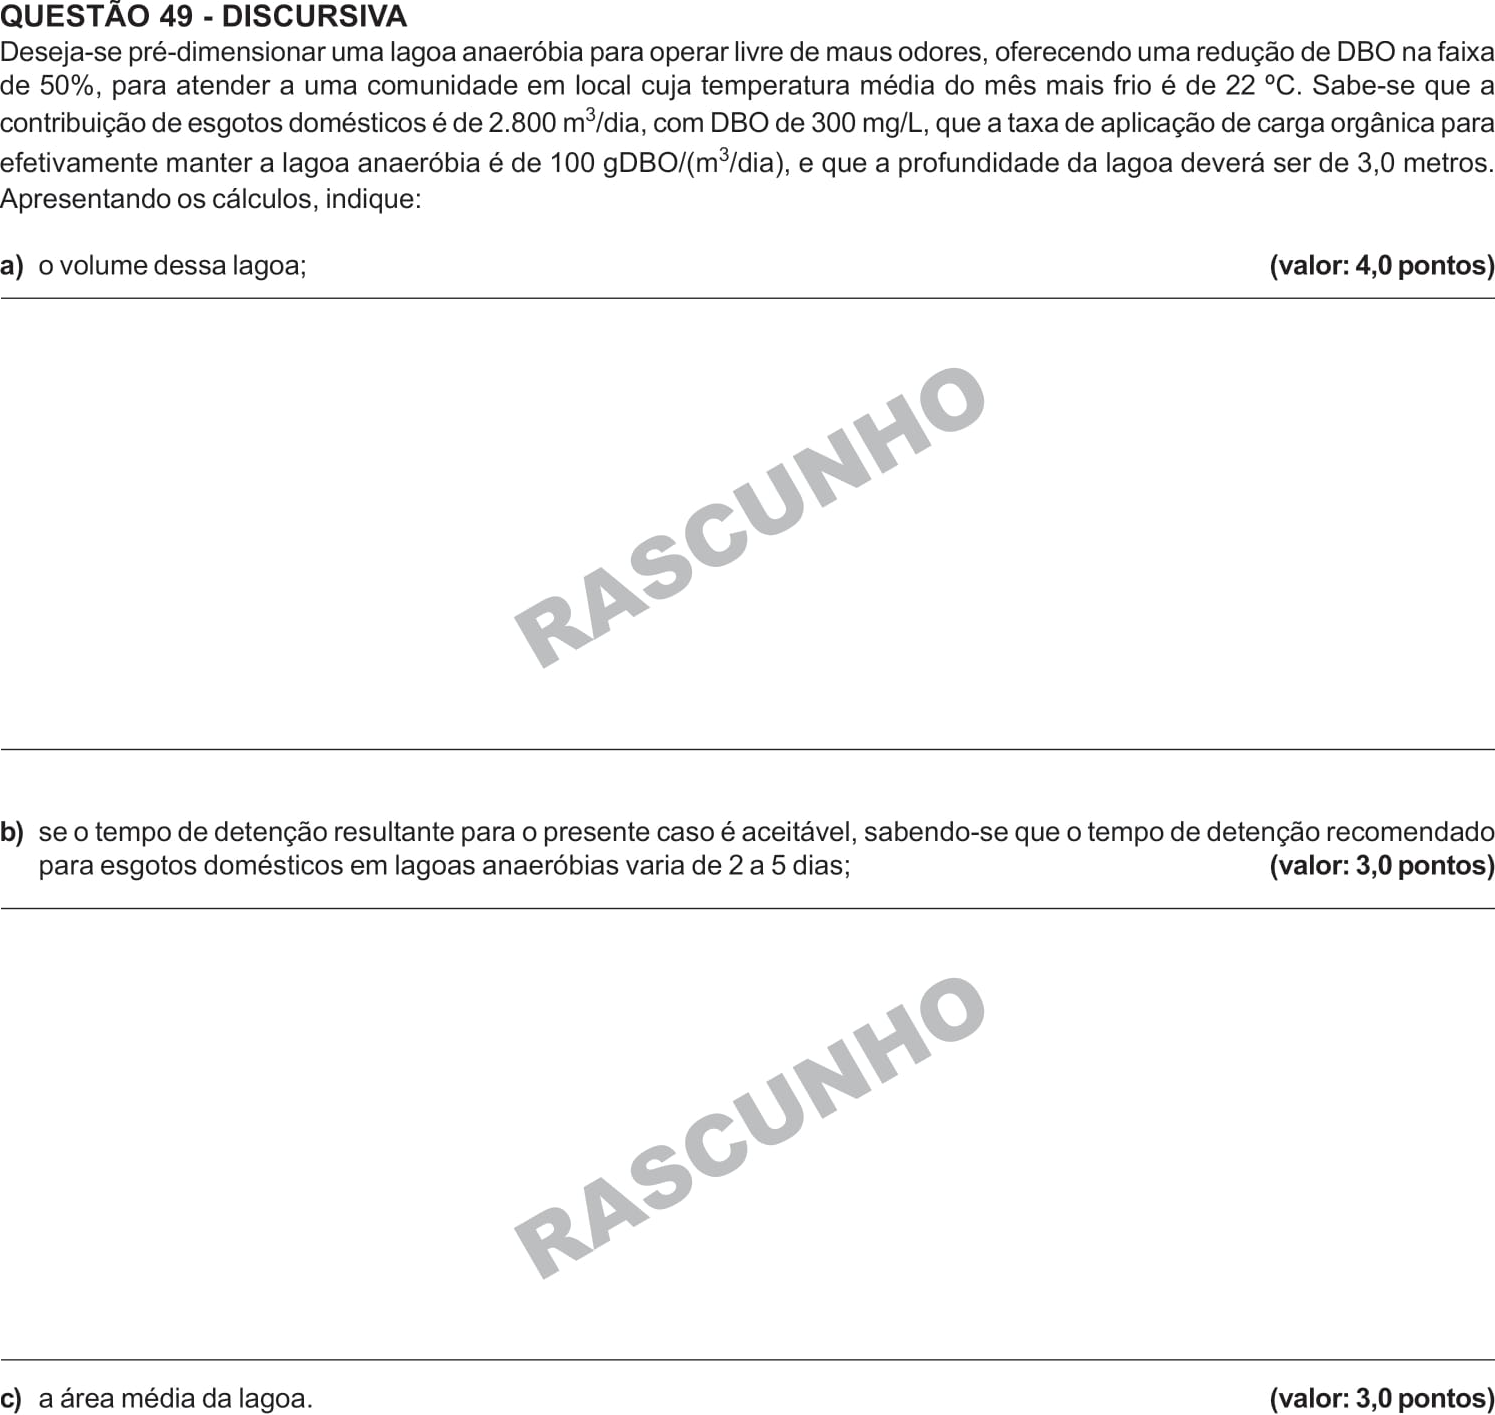 QUESTÃO 49 - DISCURSIVA
Deseja-se pré-dimensionar uma lagoa anaeróbia para operar livre de maus odores, oferecendo uma redução de DBO na faixa
de 50%, para atender a uma comunidade em local cuja temperatura média do mês mais frio é de 22 ºC. Sabe-se que a
contribuição de esgotos domésticos é de 2.800 m³/dia, com DBO de 300 mg/L, que a taxa de aplicação de carga orgânica para
efetivamente manter a lagoa anaeróbia é de 100 gDBO/(m³/dia), e que a profundidade da lagoa deverá ser de 3,0 metros.
Apresentando os cálculos, indique:
a) o volume dessa lagoa; (valor: 4,0 pontos)
RASCUNHO
b) se o tempo de detenção resultante para o presente caso é aceitável, sabendo-se que o tempo de detenção recomendado
para esgotos domésticos em lagoas anaeróbias varia de 2 a 5 dias; (valor: 3,0 pontos)
RASCUNHO
c) a área média da lagoa. (valor: 3,0 pontos)